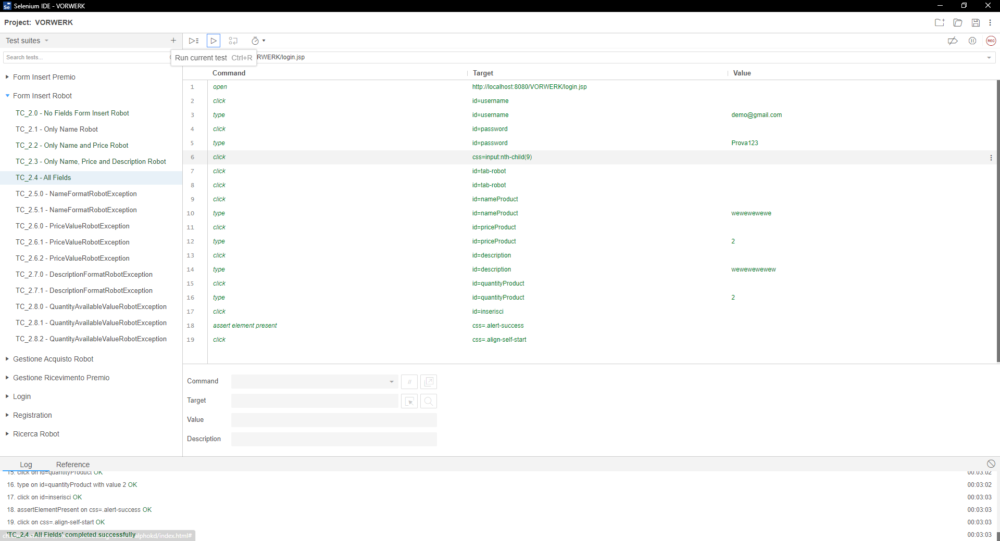 Selenium IDE - VORWERK
Project: VORWERK
Test suites
Search tests...
Run current test Ctrl+R
RWERK/login.jsp
REC
Form Insert Premio
Form Insert Robot
TC_2.0 - No Fields Form Insert Robot
TC_2.1 - Only Name Robot
TC_2.2 - Only Name and Price Robot
TC_2.3 - Only Name, Price and Description Robot
TC_2.4 - All Fields
TC_2.5.0 - NameFormatRobotException
TC_2.5.1 - NameFormatRobotException
TC_2.6.0 - PriceValueRobotException
TC_2.6.1 - PriceValueRobotException
TC_2.6.2 - PriceValueRobotException
TC_2.7.0 - DescriptionFormatRobotException
TC_2.7.1 - DescriptionFormatRobotException
TC_2.8.0 - QuantityAvailableValueRobotException
TC_2.8.1 - QuantityAvailableValueRobotException
TC_2.8.2 - QuantityAvailableValueRobotException
Gestione Acquisto Robot
Gestione Ricevimento Premio
Login
Registration
Ricerca Robot
Command Target Value
1 open http://localhost:8080/VORWERK/login.jsp
2 click id=username
3 type id=username demo@gmail.com
4 click id=password
5 type id=password Prova123
6 click css=input:nth-child(9)
7 click id=tab-robot
8 click id=tab-robot
9 click id=nameProduct
10 type id=nameProduct wewewewewe
11 click id=priceProduct
12 type id=priceProduct 2
13 click id=description
14 type id=description wewewewewew
15 click id=quantityProduct
16 type id=quantityProduct 2
17 click id=inserisci
18 assert element present css=.alert-success
19 click css=.align-self-start
Command //
Target
Value
Description
Log Reference
15. click on id=quantityProduct OK 00:03:02
16. type on id=quantityProduct with value 2 OK 00:03:02
17. click on id=inserisci OK 00:03:03
18. assertElementPresent on css=.alert-success OK 00:03:03
19. click on css=.align-self-start OK 00:03:03
'TC_2.4 - All Fields' completed successfully 00:03:03
alphokd/index.html#